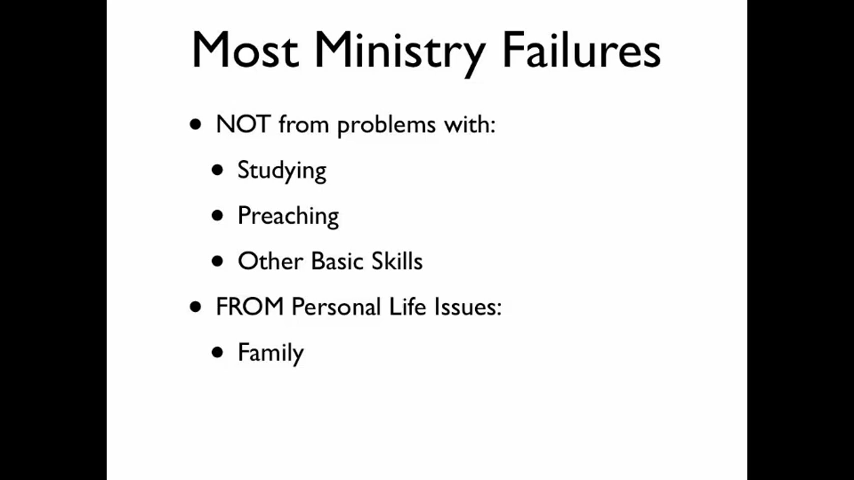 Most Ministry Failures
• NOT from problems with:
• Studying
• Preaching
• Other Basic Skills
• FROM Personal Life Issues:
• Family